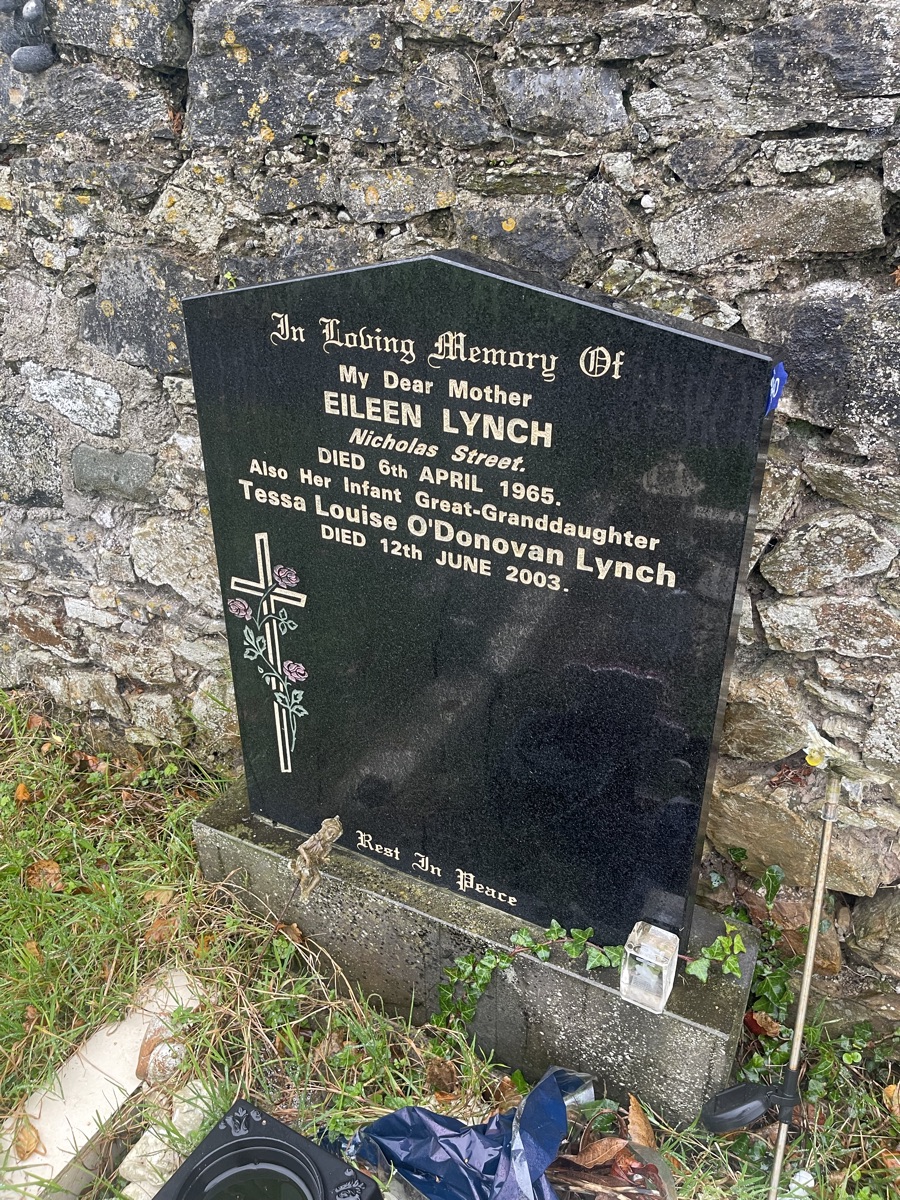 In Loving Memory Of
My Dear Mother
EILEEN LYNCH
Nicholas Street.
DIED 6th APRIL 1965.
Also Her Infant Great-Granddaughter
Tessa Louise O'Donovan Lynch
DIED 12th JUNE 2003.
Rest In Peace